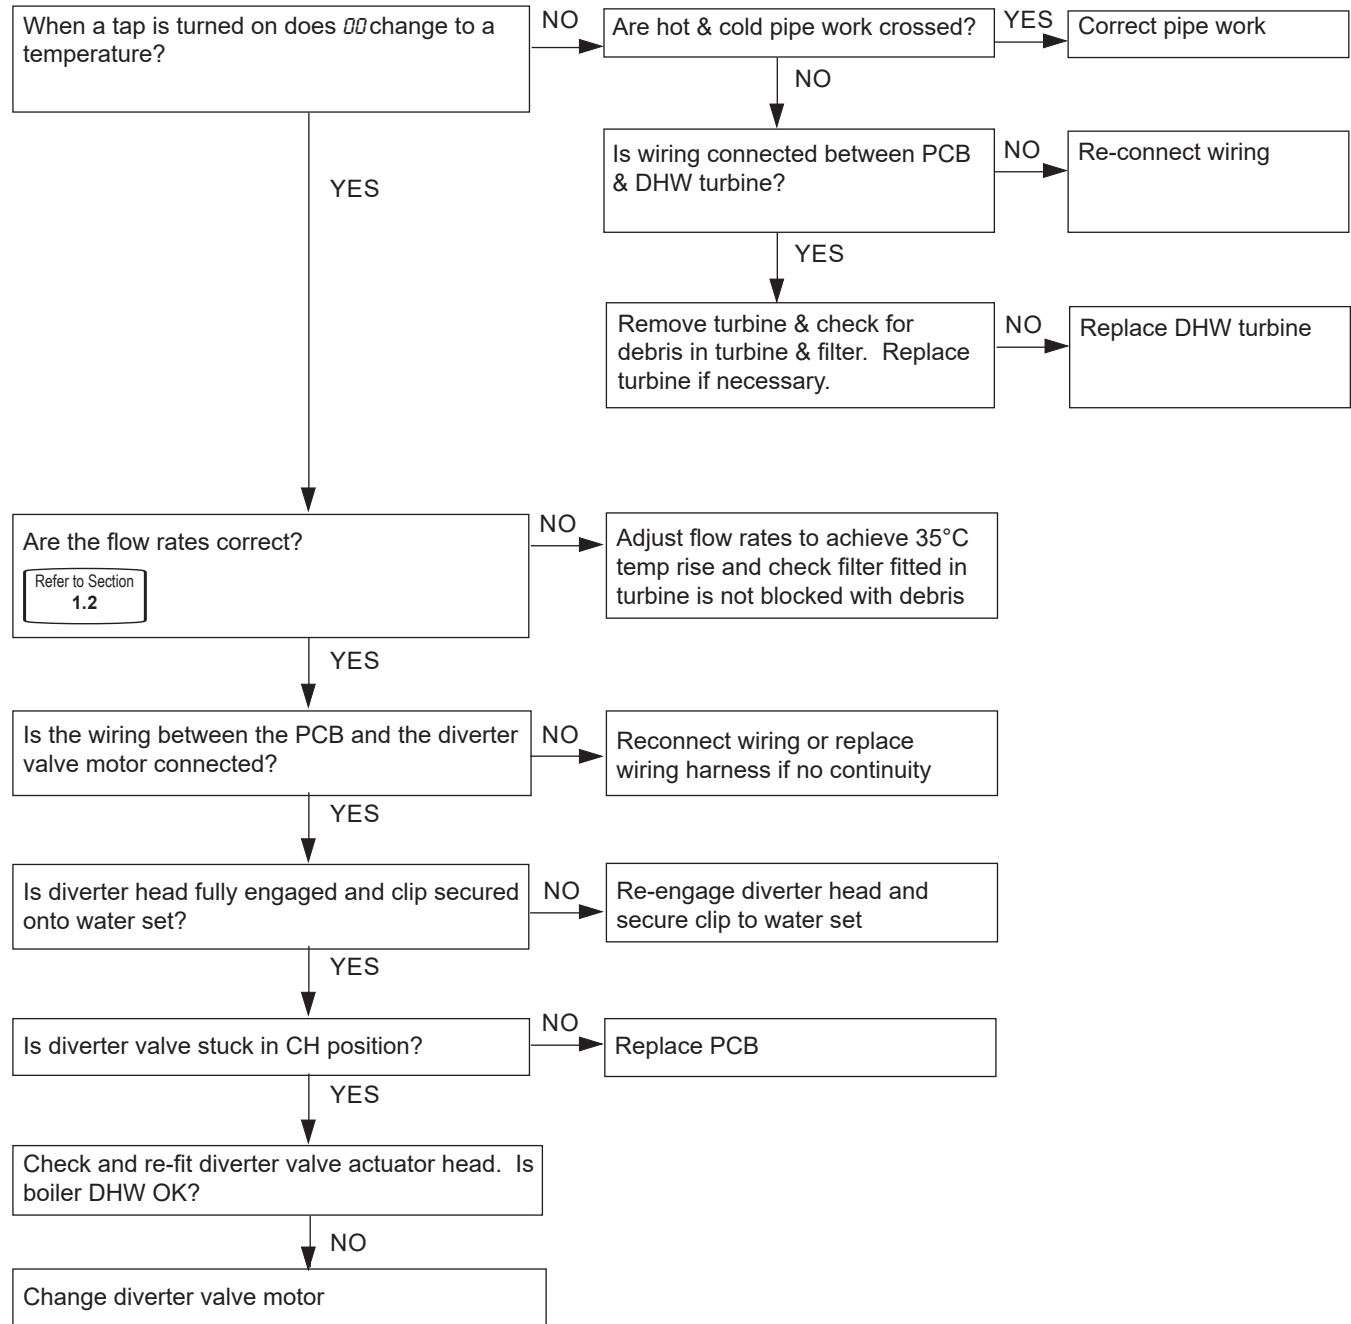 When a tap is turned on does 00 change to a
temperature?
NO
Are hot & cold pipe work crossed?
YES
Correct pipe work
NO
Is wiring connected between PCB
& DHW turbine?
NO
Re-connect wiring
YES
YES
Remove turbine & check for
debris in turbine & filter.  Replace
turbine if necessary.
NO
Replace DHW turbine
Are the flow rates correct?
Refer to Section
1.2
NO
Adjust flow rates to achieve 35°C
temp rise and check filter fitted in
turbine is not blocked with debris
YES
Is the wiring between the PCB and the diverter
valve motor connected?
NO
Reconnect wiring or replace
wiring harness if no continuity
YES
Is diverter head fully engaged and clip secured
onto water set?
NO
Re-engage diverter head and
secure clip to water set
YES
Is diverter valve stuck in CH position?
NO
Replace PCB
YES
Check and re-fit diverter valve actuator head.  Is
boiler DHW OK?
NO
Change diverter valve motor